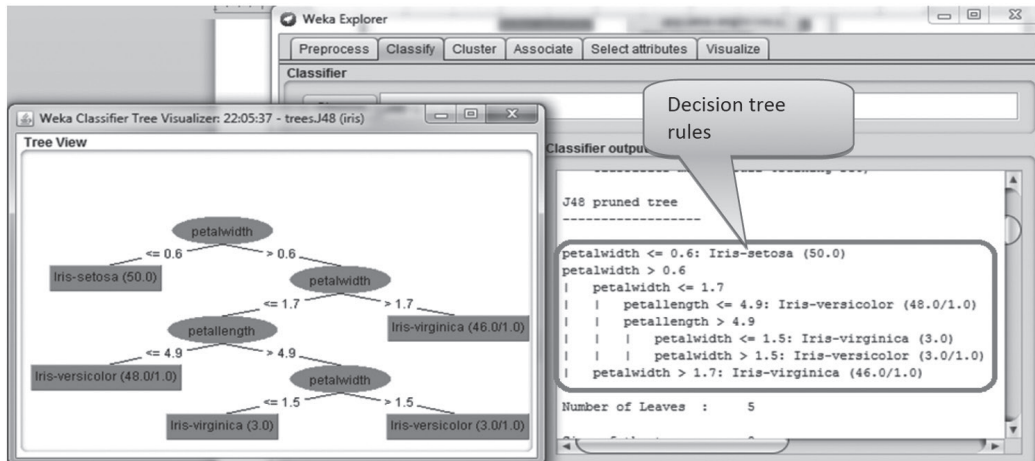 Weka Explorer
Preprocess Classify Cluster Associate Select attributes Visualize
Classifier
Decision tree
rules
Weka Classifier Tree Visualizer: 22:05:37 - trees.J48 (iris)
Tree View
petalwidth
<= 0.6 > 0.6
Iris-setosa (50.0) petalwidth
<= 1.7 > 1.7
petallength Iris-virginica (46.0/1.0)
<= 4.9 > 4.9
Iris-versicolor (48.0/1.0) petalwidth
<= 1.5 > 1.5
Iris-virginica (3.0) Iris-versicolor (3.0/1.0)
Classifier output
J48 pruned tree
------------------
petalwidth <= 0.6: Iris-setosa (50.0)
petalwidth > 0.6
| petalwidth <= 1.7
| | petallength <= 4.9: Iris-versicolor (48.0/1.0)
| | petallength > 4.9
| | | petalwidth <= 1.5: Iris-virginica (3.0)
| | | petalwidth > 1.5: Iris-versicolor (3.0/1.0)
| petalwidth > 1.7: Iris-virginica (46.0/1.0)
Number of Leaves : 5